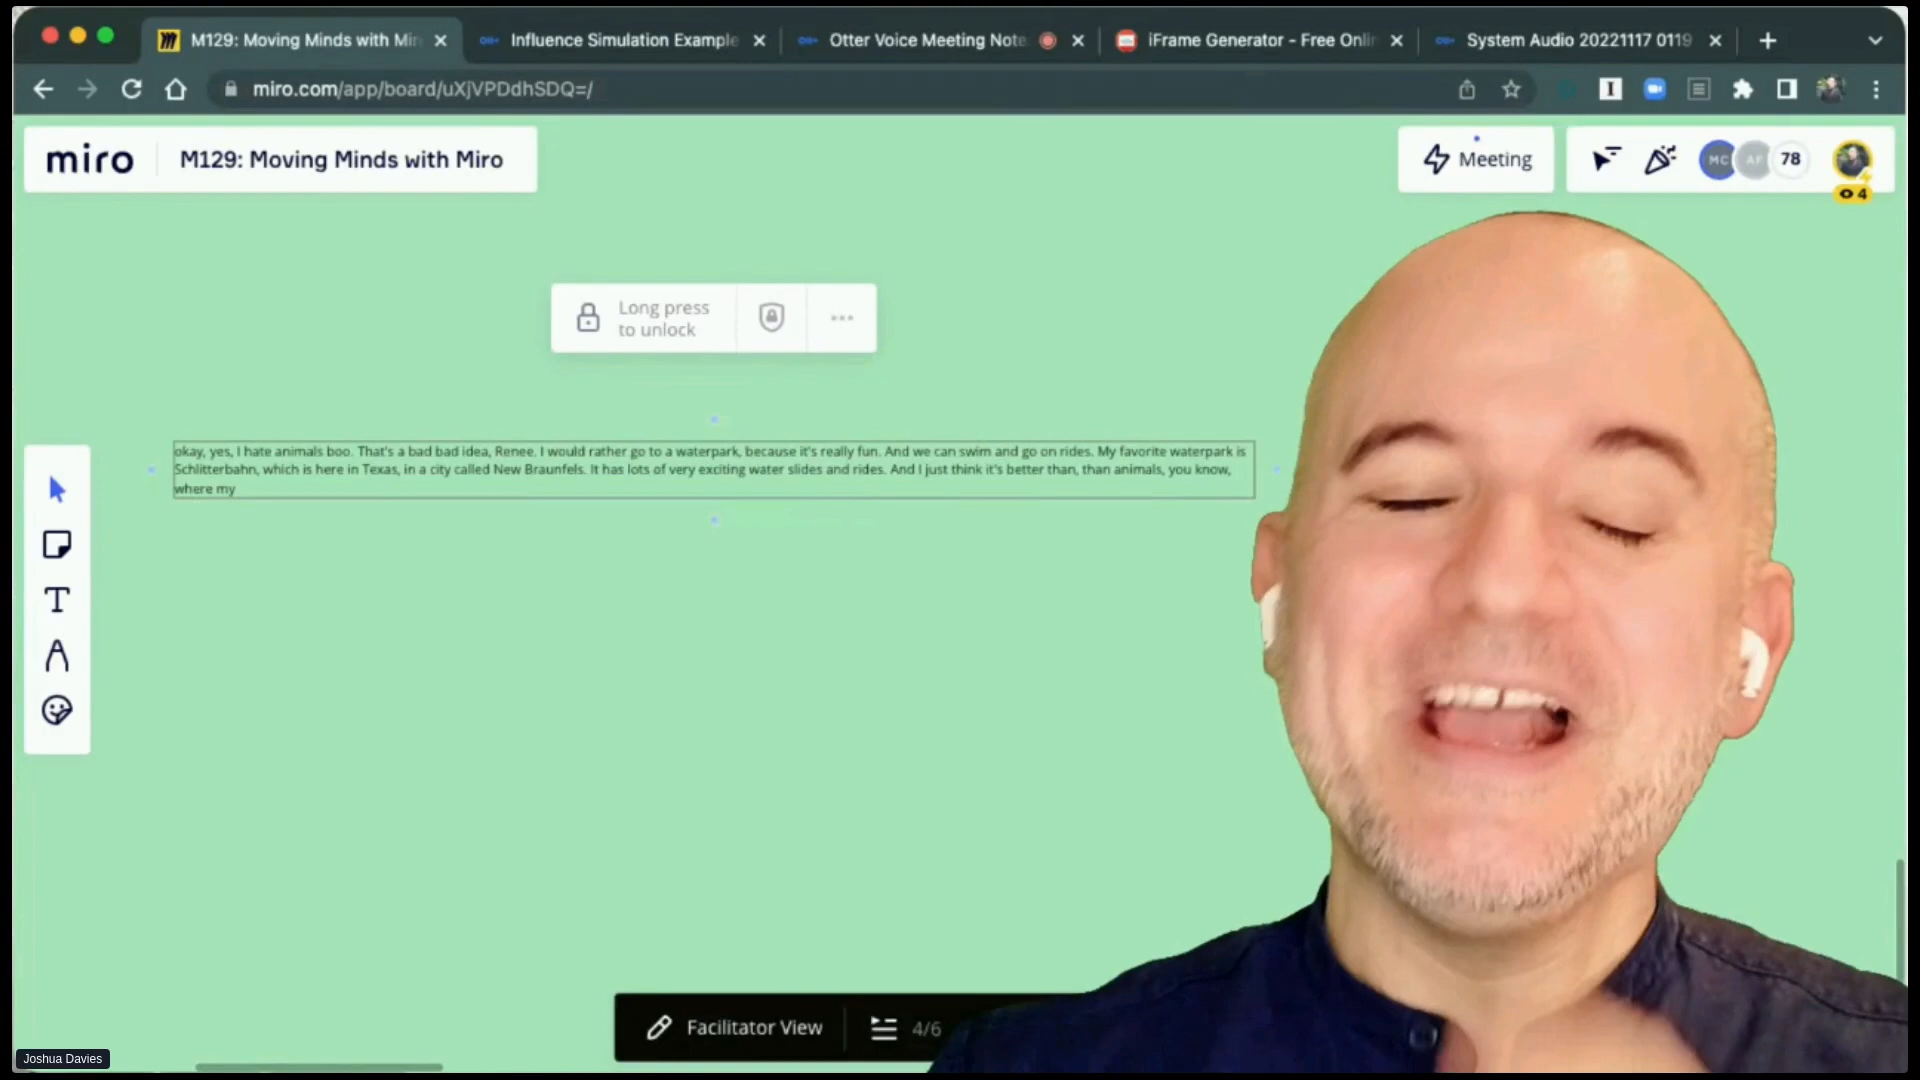 M129: Moving Minds with Mir
Influence Simulation Example
Otter Voice Meeting Note
iFrame Generator - Free Onli
System Audio 20221117 0119
miro.com/app/board/uXjVPDdhSDQ=/
miro
M129: Moving Minds with Miro
Meeting
MC
AF
78
4
Long press
to unlock
okay, yes, I hate animals boo. That's a bad bad idea, Renee. I would rather go to a waterpark, because it's really fun. And we can swim and go on rides. My favorite waterpark is
Schlitterbahn, which is here in Texas, in a city called New Braunfels. It has lots of very exciting water slides and rides. And I just think it's better than, than animals, you know,
where my
Facilitator View
4/6
Joshua Davies